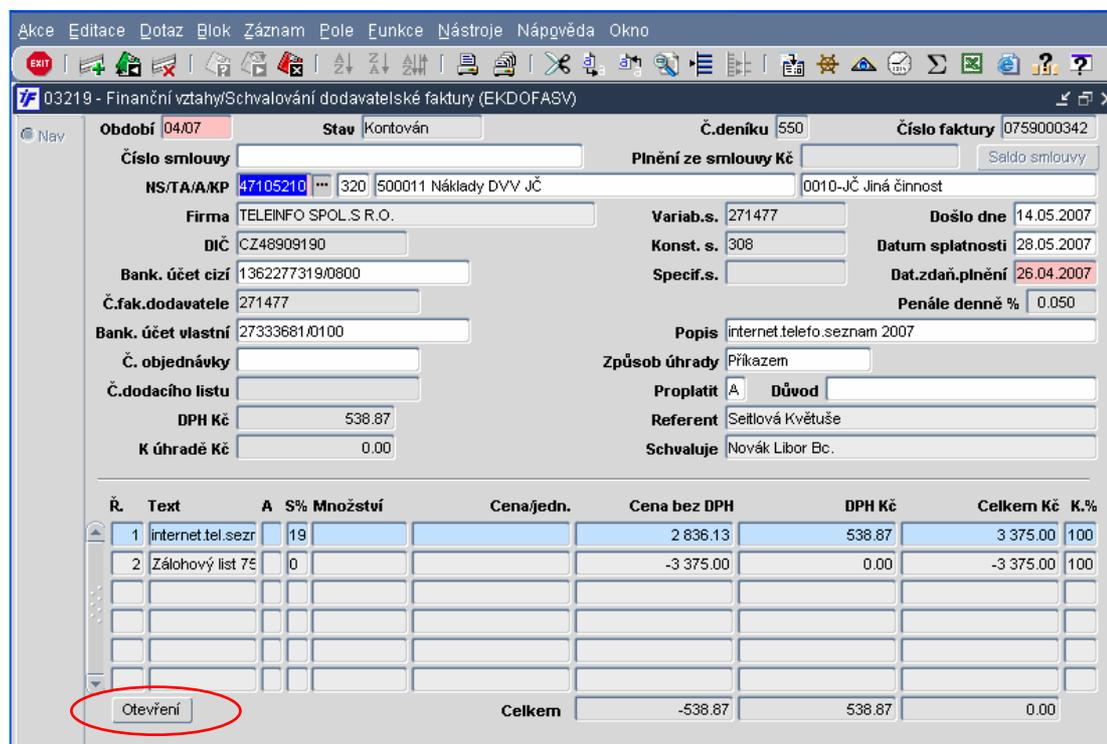 Akce Editace Dotaz Blok Záznam Pole Funkce Nástroje Nápověda Okno
EXIT
03219 - Finanční vztahy/Schvalování dodavatelské faktury (EKDOFASV)
Nav
Období 04/07 Stav Kontován Č.deníku 550 Číslo faktury 0759000342
Číslo smlouvy Plnění ze smlouvy Kč Saldo smlouvy
NS/TA/A/KP 47105210 ... 320 500011 Náklady DVV JČ 0010-JČ Jiná činnost
Firma TELEINFO SPOL.S R.O. Variab.s. 271477 Došlo dne 14.05.2007
DIČ CZ48909190 Konst. s. 308 Datum splatnosti 28.05.2007
Bank. účet cizí 1362277319/0800 Specif.s. Dat.zdaň.plnění 26.04.2007
Č.fak.dodavatele 271477 Penále denně % 0.050
Bank. účet vlastní 27333681/0100 Popis internet.telefo.seznam 2007
Č. objednávky Způsob úhrady Příkazem
Č.dodacího listu Proplatit A Důvod
DPH Kč 538.87 Referent Seitlová Květuše
K úhradě Kč 0.00 Schvaluje Novák Libor Bc.
Ř. Text A S% Množství Cena/jedn. Cena bez DPH DPH Kč Celkem Kč K.%
1 internet.tel.sezr 19 2 836.13 538.87 3 375.00 100
2 Zálohový list 75 0 -3 375.00 0.00 -3 375.00 100
Otevření Celkem -538.87 538.87 0.00